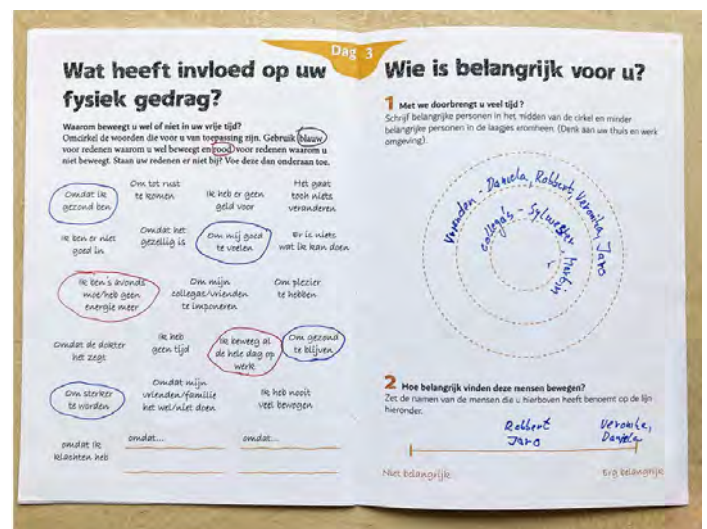 Dag 3
Wat heeft invloed op uw
fysiek gedrag?
Waarom beweegt u wel of niet in uw vrije tijd?
Omcirkel de woorden die voor u van toepassing zijn. Gebruik blauw
voor redenen waarom u wel beweegt en rood voor redenen waarom u
niet beweegt. Staan uw redenen er niet bij? Voe deze dan onderaan toe.
Omdat ik
gezond ben
Om tot rust
te komen
Ik heb er geen
geld voor
Het gaat
toch niets
veranderen
Ik ben er niet
goed in
Omdat het
gezellig is
Om mij goed
te voelen
Er is niets
wat ik kan doen
Ik ben 's avonds
moe/heb geen
energie meer
Om mijn
collegas/vrienden
te imponeren
Om plezier
te hebben
Omdat de dokter
het zegt
Ik heb
geen tijd
Ik beweeg al
de hele dag op
werk
Om gezond
te blijven
Om sterker
te worden
Omdat mijn
vrienden/familie
het wel/niet doen
Ik heb nooit
veel bewogen
omdat ik
klachten heb
omdat...
omdat...
Wie is belangrijk voor u?
1 Met we doorbrengt u veel tijd?
Schrijf belangrijke personen in het midden van de cirkel en minder
belangrijke personen in de laagjes eromheen. (Denk aan uw thuis en werk
omgeving).
Vrienden - Daniela, Robbert, Veronika, Jaro
collega's - Sylwester, Marbin
2 Hoe belangrijk vinden deze mensen bewegen?
Zet de namen van de mensen die u hierboven heeft benoemt op de lijn
hieronder.
Robbert
Jaro
Veronika,
Daniela
Niet belangrijk
Erg belangrijk